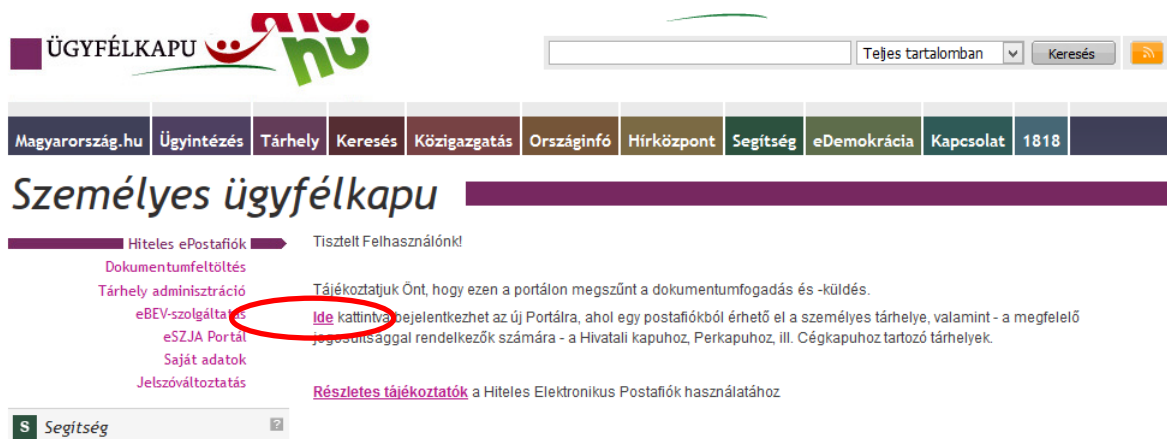 ÜGYFÉLKAPU
hu
Teljes tartalomban
Keresés
Magyarország.hu Ügyintézés Tárhely Keresés Közigazgatás Országinfó Hírközpont Segítség eDemokrácia Kapcsolat 1818
Személyes ügyfélkapu
Hiteles ePostafiók
Dokumentumfeltöltés
Tárhely adminisztráció
eBEV-szolgáltatás
eSZJA Portál
Saját adatok
Jelszóváltoztatás
S Segítség ?
Tisztelt Felhasználónk!
Tájékoztatjuk Önt, hogy ezen a portálon megszűnt a dokumentumfogadás és -küldés.
Ide kattintva bejelentkezhet az új Portálra, ahol egy postafiókból érhető el a személyes tárhelye, valamint - a megfelelő
jogosultsággal rendelkezők számára - a Hivatali kapuhoz, Perkapuhoz, ill. Cégkapuhoz tartozó tárhelyek.
Részletes tájékoztatók a Hiteles Elektronikus Postafiók használatához